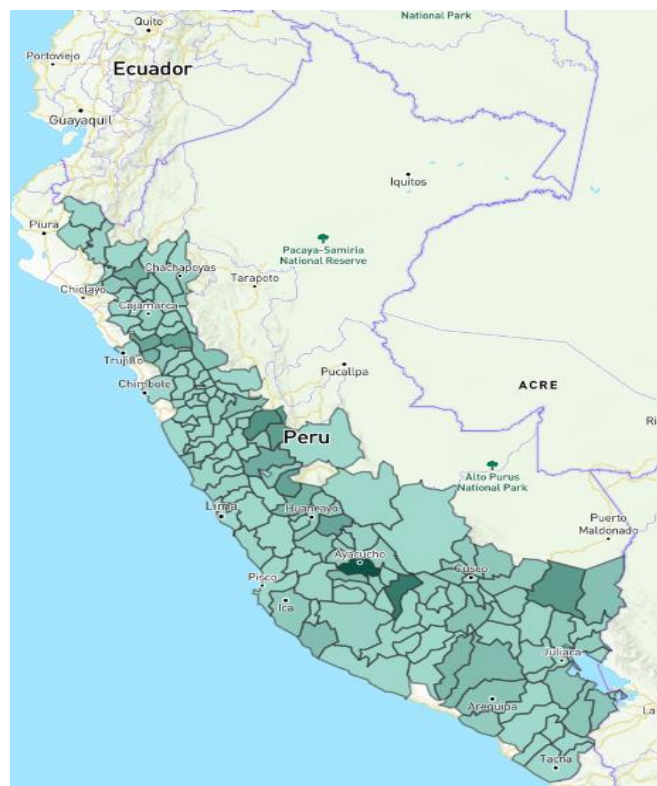 National Park
Quito
Portoviejo
Ecuador
Guayaquil
Iquitos
Piura
Pacaya-Samiria
National Reserve
Chachapoyas
Tarapoto
Chiclayo
Cajamarca
Trujillo
Pucallpa
Chimbote
ACRE
Peru
Alto Purus
National Park
Lima
Huancayo
Puerto
Maldonado
Ayacucho
Cusco
Pisco
Ica
Juliaca
Arequipa
La
Tacna